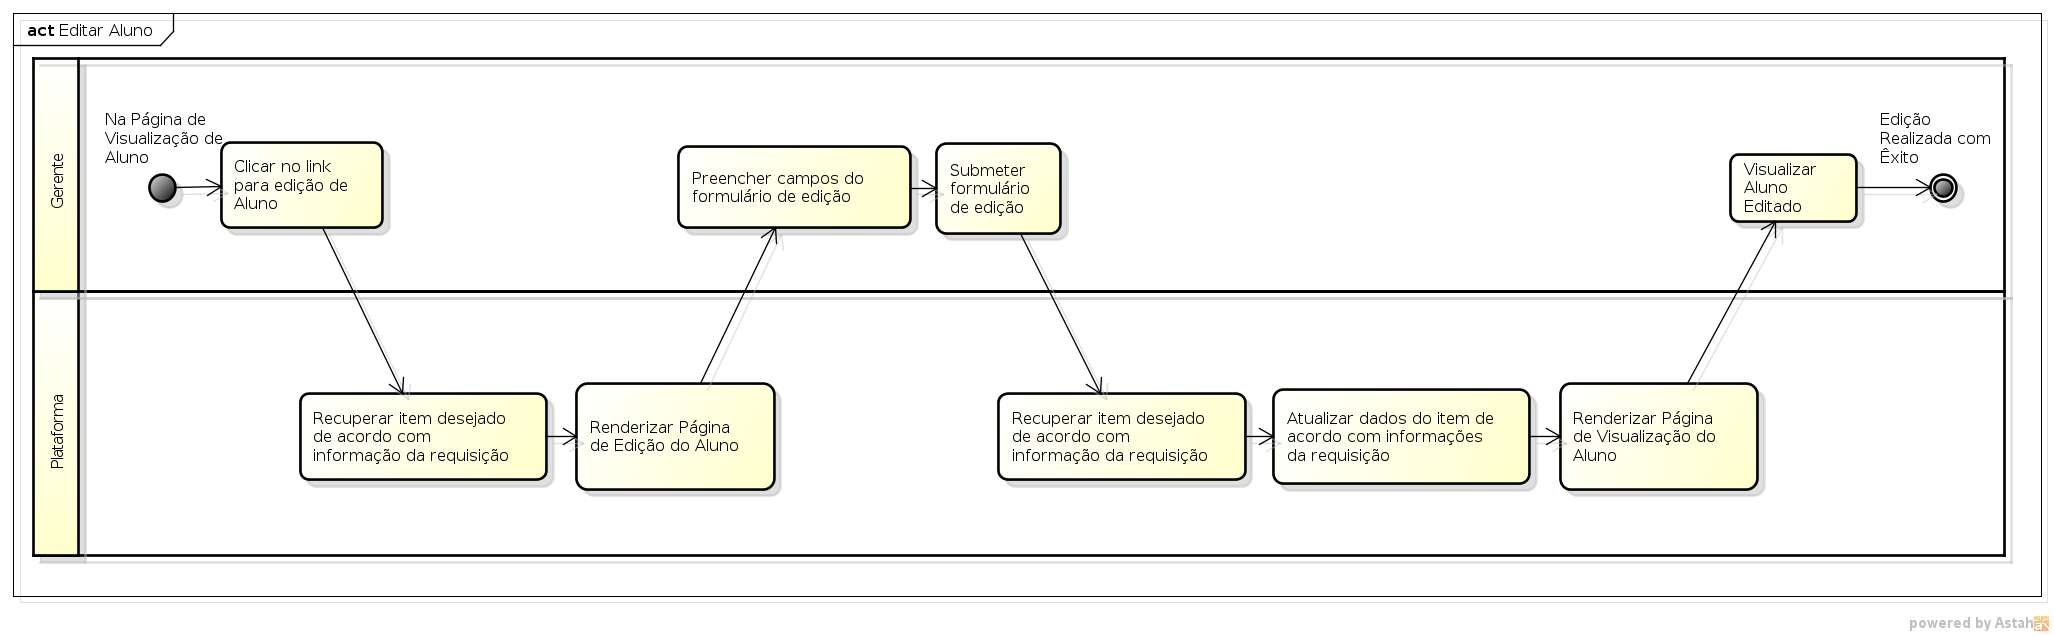 act Editar Aluno
Gerente
Na Página de
Visualização de
Aluno
Clicar no link
para edição de
Aluno
Preencher campos do
formulário de edição
Submeter
formulário
de edição
Visualizar
Aluno
Editado
Edição
Realizada com
Êxito
Plataforma
Recuperar item desejado
de acordo com
informação da requisição
Renderizar Página
de Edição do Aluno
Recuperar item desejado
de acordo com
informação da requisição
Atualizar dados do item de
acordo com informações
da requisição
Renderizar Página
de Visualização do
Aluno
powered by Astah